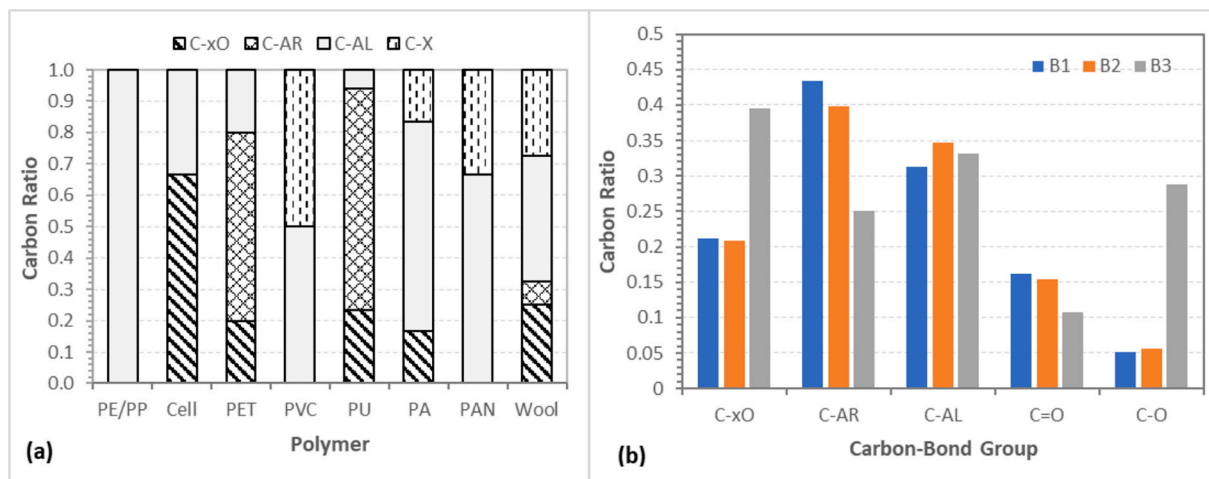 C-xO C-AR C-AL C-X
1.0
0.9
0.8
0.7
0.6
0.5
0.4
0.3
0.2
0.1
0.0
Carbon Ratio
PE/PP Cell PET PVC PU PA PAN Wool
Polymer
(a)
B1 B2 B3
0.5
0.45
0.4
0.35
0.3
0.25
0.2
0.15
0.1
0.05
0
Carbon Ratio
C-xO C-AR C-AL C=O C-O
Carbon-Bond Group
(b)